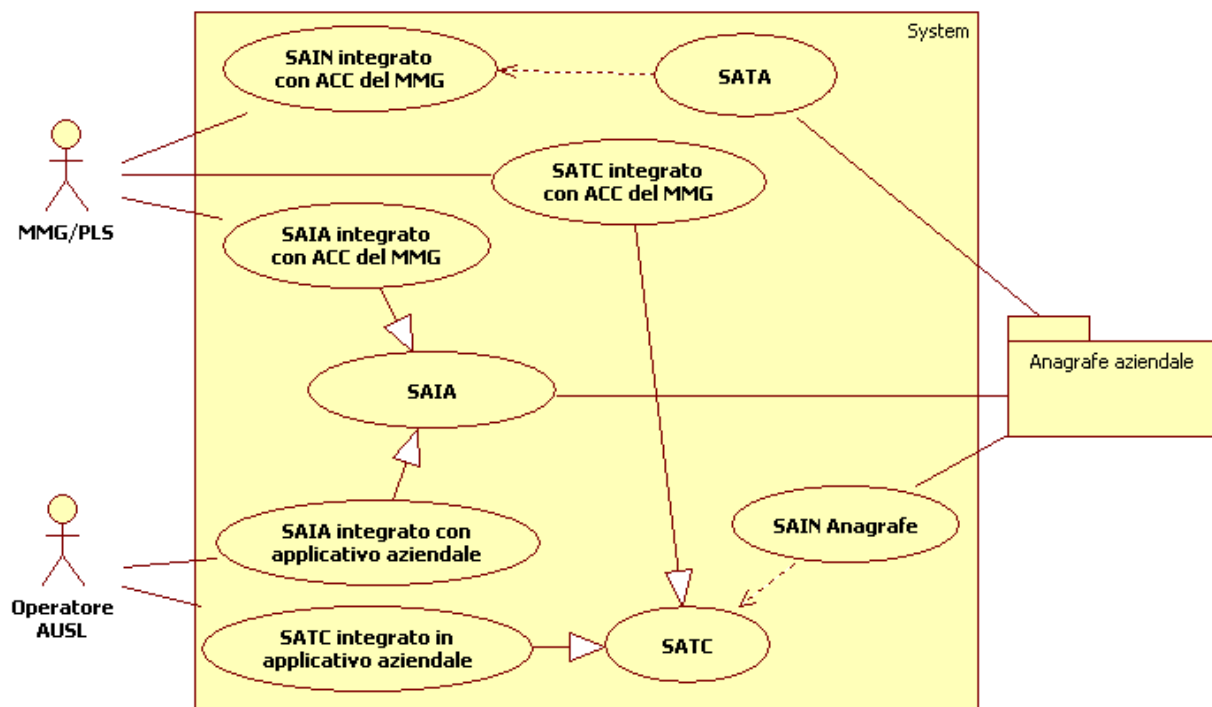 System
SAIN integrato
con ACC del MMG
SATA
SATC integrato
con ACC del MMG
MMG/PLS
SAIA integrato
con ACC del MMG
Anagrafe aziendale
SAIA
SAIN Anagrafe
SAIA integrato con
applicativo aziendale
Operatore
AUSL
SATC integrato in
applicativo aziendale
SATC